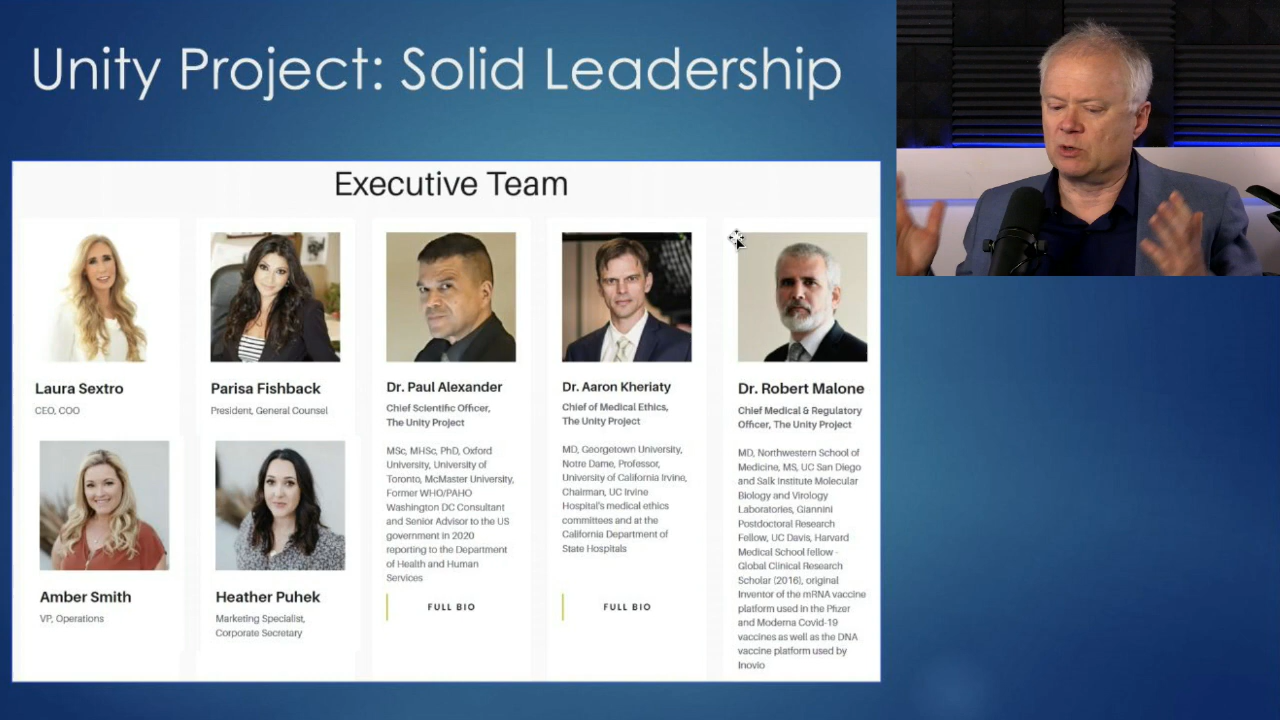 Unity Project: Solid Leadership
Executive Team
Laura Sextro
CEO, COO
Parisa Fishback
President, General Counsel
Dr. Paul Alexander
Chief Scientific Officer,
The Unity Project
MSc, MHSc, PhD, Oxford
University, University of
Toronto, McMaster University,
Former WHO/PAHO
Washington DC Consultant
and Senior Advisor to the US
government in 2020
reporting to the Department
of Health and Human
Services
FULL BIO
Dr. Aaron Kheriaty
Chief of Medical Ethics,
The Unity Project
MD, Georgetown University,
Notre Dame, Professor,
University of California Irvine,
Chairman, UC Irvine
Hospital's medical ethics
committees and at the
California Department of
State Hospitals
FULL BIO
Dr. Robert Malone
Chief Medical & Regulatory
Officer, The Unity Project
MD, Northwestern School of
Medicine, MS, UC San Diego
and Salk Institute Molecular
Biology and Virology
Laboratories, Giannini
Postdoctoral Research
Fellow, UC Davis, Harvard
Medical School fellow -
Global Clinical Research
Scholar (2016), original
Inventor of the mRNA vaccine
platform used in the Pfizer
and Moderna Covid-19
vaccines as well as the DNA
vaccine platform used by
Inovio
Amber Smith
VP, Operations
Heather Puhek
Marketing Specialist,
Corporate Secretary